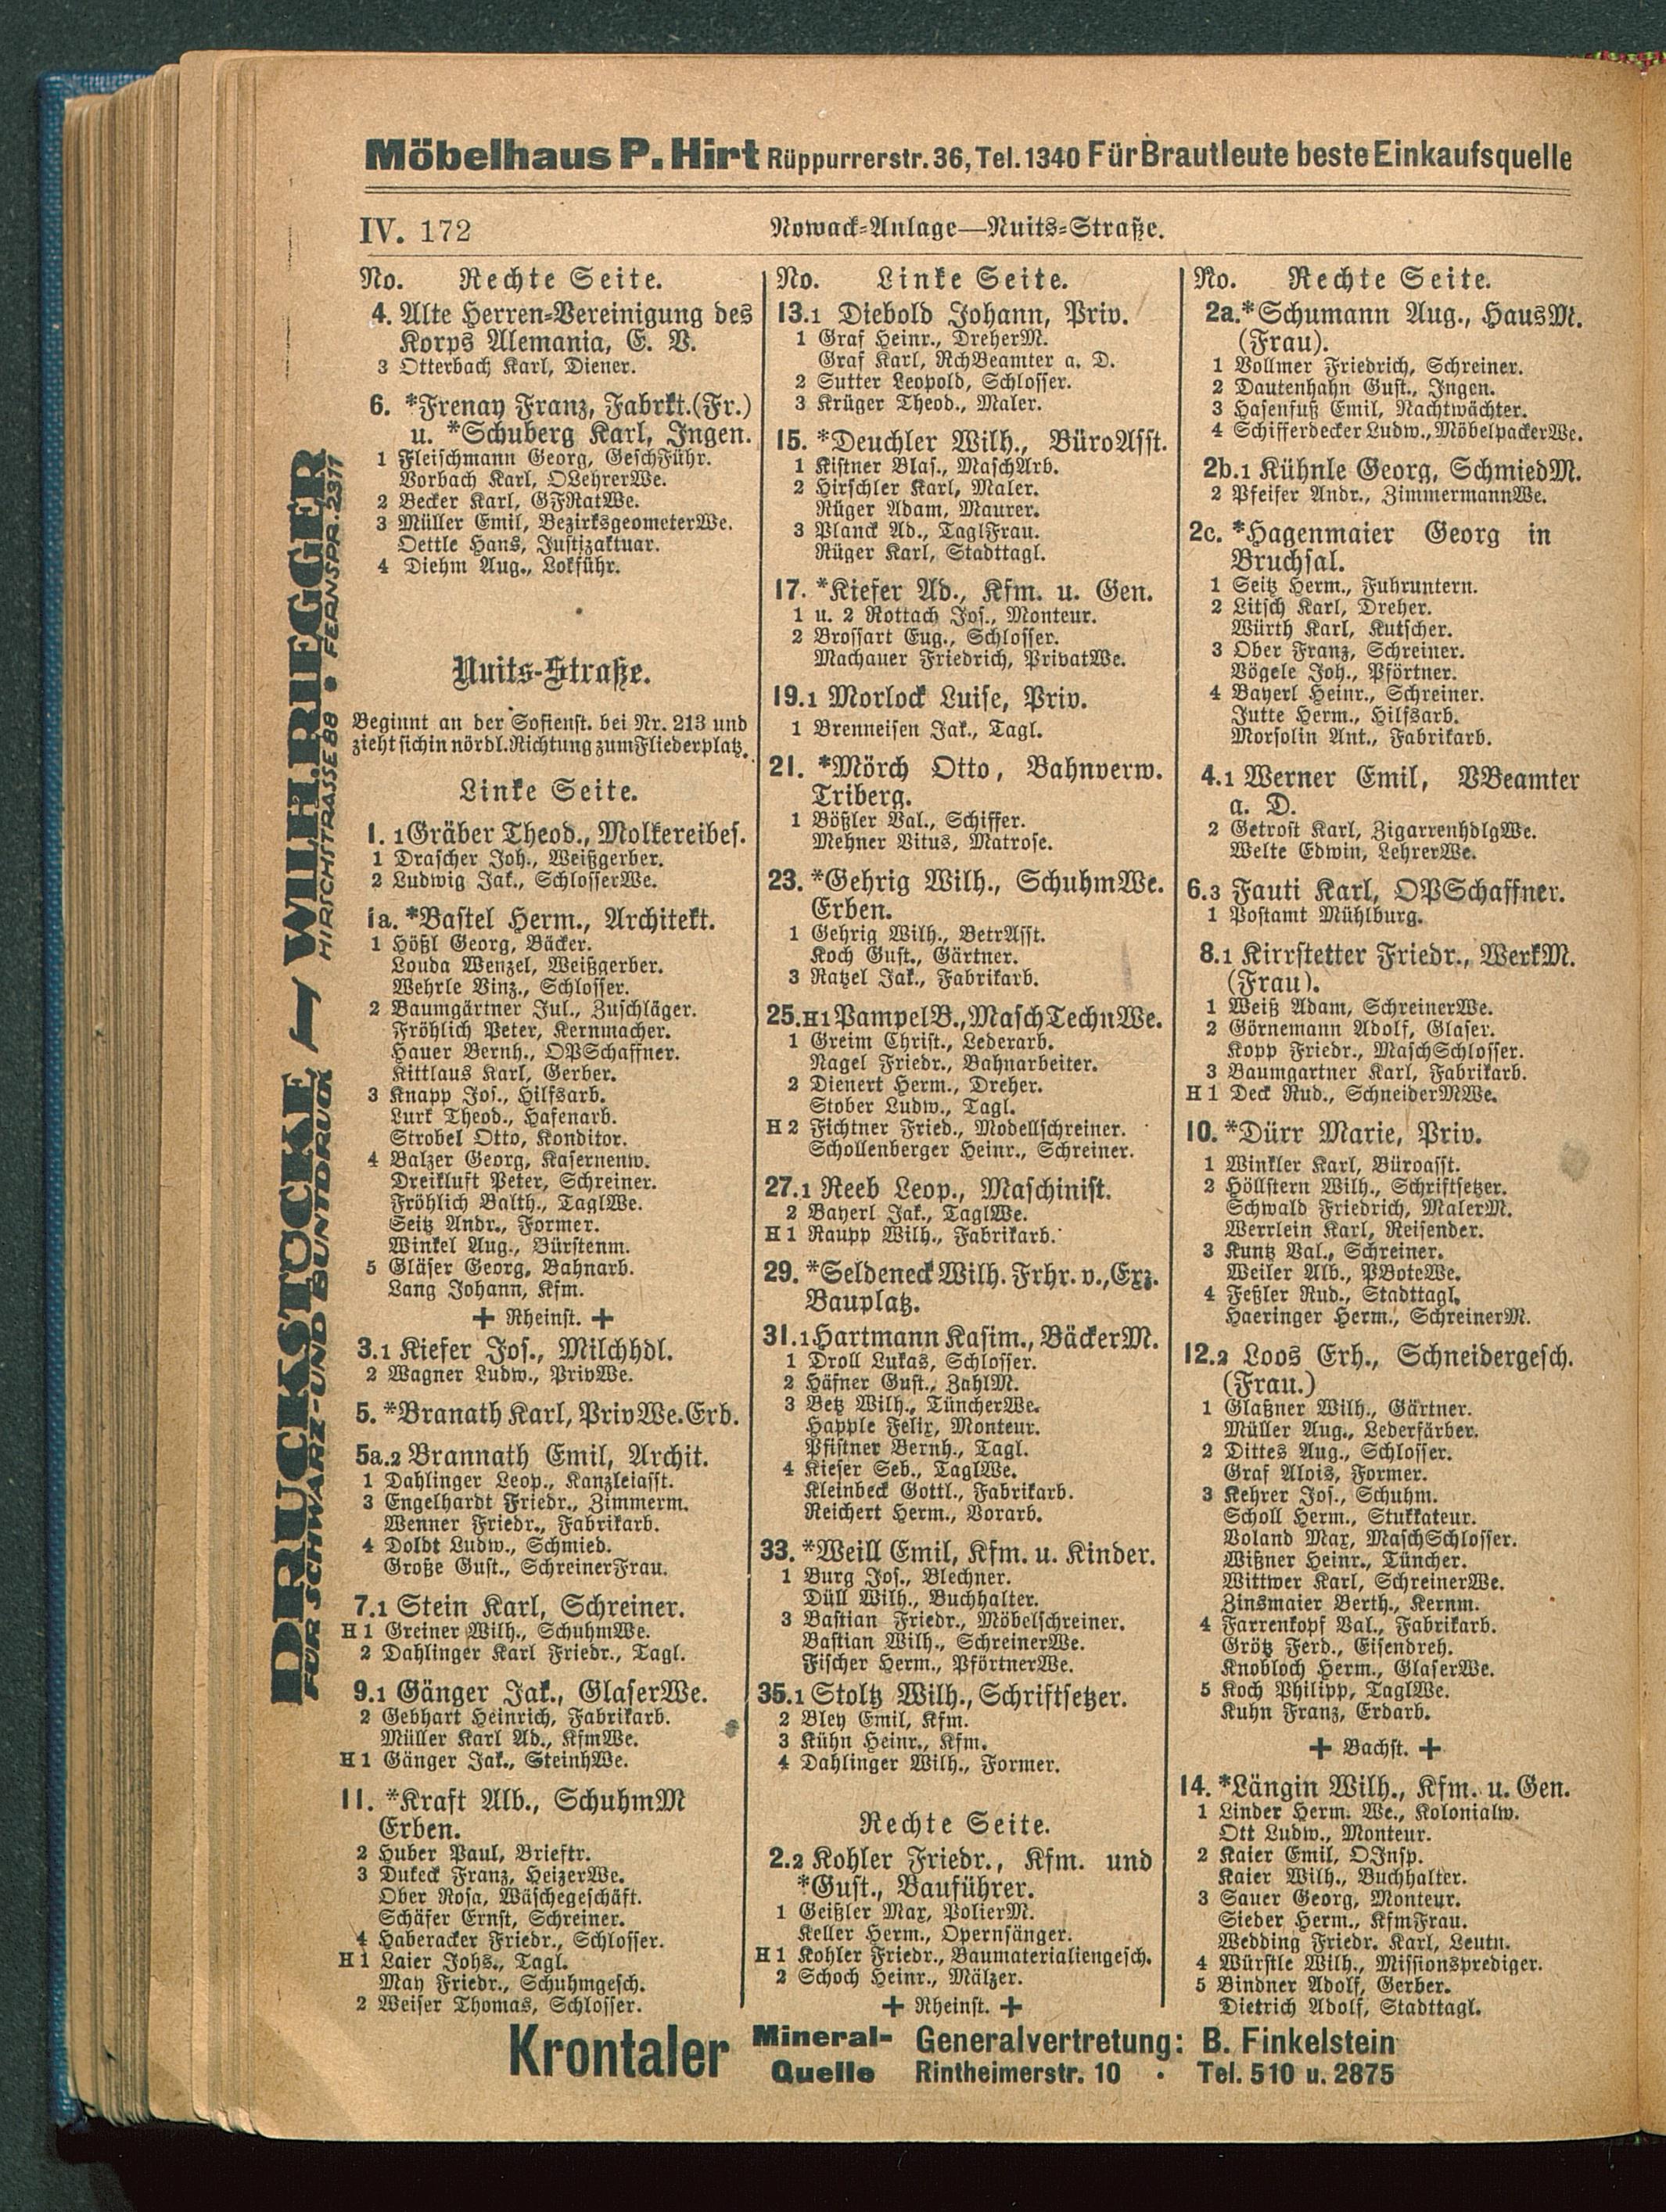 Möbelhaus P. Hirt Rüppurrerstr. 36, Tel. 1340 Für Brautleute beste Einkaufsquelle
IV. 172
Nowack-Anlage—Nuits-Straße.
No. Rechte Seite.
4. Alte Herren-Vereinigung des
Korps Alemania, E. V.
3 Otterbach Karl, Diener.
6. *Frenay Franz, Fabrkt.(Fr.)
u. *Schuberg Karl, Ingen.
1 Fleischmann Georg, GeschFühr.
Vorbach Karl, OLehrerWe.
2 Becker Karl, GFRatWe.
3 Müller Emil, BezirksgeometerWe.
Oettle Hans, Justizaktuar.
4 Diehm Aug., Lokführ.
Nuits-Straße.
Beginnt an der Sofienst. bei Nr. 213 und
zieht sich in nördl. Richtung zum Fliederplatz.
Linke Seite.
1. 1 Gräber Theod., Molkereibes.
1 Drascher Joh., Weißgerber.
2 Ludwig Jak., SchlosserWe.
1a. *Bastel Herm., Architekt.
1 Hößl Georg, Bäcker.
Louda Wenzel, Weißgerber.
Wehrle Vinz., Schlosser.
2 Baumgärtner Jul., Zuschläger.
Fröhlich Peter, Kernmacher.
Hauer Bernh., OPSchaffner.
Kittlaus Karl, Gerber.
3 Knapp Jos., Hilfsarb.
Lurk Theod., Hafenarb.
Strobel Otto, Konditor.
4 Balzer Georg, Kasernenw.
Dreikluft Peter, Schreiner.
Fröhlich Balth., TaglWe.
Seitz Andr., Former.
Winkel Aug., Bürstenm.
5 Gläser Georg, Bahnarb.
Lang Johann, Kfm.
+ Rheinst. +
3.1 Kiefer Jos., Milchhdl.
2 Wagner Ludw., PrivWe.
5. *Branath Karl, PrivWe. Erb.
5a.2 Brannath Emil, Archit.
1 Dahlinger Leop., Kanzleiasst.
3 Engelhardt Friedr., Zimmerm.
Wenner Friedr., Fabrikarb.
4 Doldt Ludw., Schmied.
Große Gust., SchreinerFrau.
7.1 Stein Karl, Schreiner.
H 1 Greiner Wilh., SchuhmWe.
2 Dahlinger Karl Friedr., Tagl.
9.1 Gänger Jak., GlaserWe.
2 Gebhart Heinrich, Fabrikarb.
Müller Karl Ad., KfmWe.
H 1 Gänger Jak., SteinhWe.
11. *Kraft Alb., SchuhmM
Erben.
2 Huber Paul, Brieftr.
3 Dukeck Franz, HeizerWe.
Ober Rosa, Wäschegeschäft.
Schäfer Ernst, Schreiner.
4 Haberacker Friedr., Schlosser.
H 1 Laier Johs., Tagl.
May Friedr., Schuhmgesch.
2 Weiser Thomas, Schlosser.
No. Linke Seite.
13.1 Diebold Johann, Priv.
1 Graf Heinr., DreherM.
Graf Karl, RchBeamter a. D.
2 Sutter Leopold, Schlosser.
3 Krüger Theod., Maler.
15. *Deuchler Wilh., BüroAsst.
1 Kistner Blas., MaschArb.
2 Hirschler Karl, Maler.
Rüger Adam, Maurer.
3 Planck Ad., TaglFrau.
Rüger Karl, Stadttagl.
17. *Kiefer Ad., Kfm. u. Gen.
1 u. 2 Rottach Jos., Monteur.
2 Brossart Eug., Schlosser.
Machauer Friedrich, PrivatWe.
19.1 Morlock Luise, Priv.
1 Brenneisen Jak., Tagl.
21. *Mörch Otto, Bahnverw.
Triberg.
1 Bößler Val., Schiffer.
Mehner Vitus, Matrose.
23. *Gehrig Wilh., SchuhmWe.
Erben.
1 Gehrig Wilh., BetrAsst.
Koch Gust., Gärtner.
3 Ratzel Jak., Fabrikarb.
25.H1 Pampel B., MaschTechnWe.
1 Greim Christ., Lederarb.
Nagel Friedr., Bahnarbeiter.
2 Dienert Herm., Dreher.
Stober Ludw., Tagl.
H 2 Fichtner Fried., Modellschreiner.
Schollenberger Heinr., Schreiner.
27.1 Reeb Leop., Maschinist.
2 Bayerl Jak., TaglWe.
H 1 Raupp Wilh., Fabrikarb.
29. *Seldeneck Wilh. Frhr. v., Exz.
Bauplatz.
31.1 Hartmann Kasim., BäckerM.
1 Droll Lukas, Schlosser.
2 Häfner Gust., ZahlM.
3 Betz Wilh., TüncherWe.
Happle Felix, Monteur.
Pfistner Bernh., Tagl.
4 Kieser Seb., TaglWe.
Kleinbeck Gottl., Fabrikarb.
Reichert Herm., Vorarb.
33. *Weill Emil, Kfm. u. Kinder.
1 Burg Jos., Blechner.
Düll Wilh., Buchhalter.
3 Bastian Friedr., Möbelschreiner.
Bastian Wilh., SchreinerWe.
Fischer Herm., PförtnerWe.
35.1 Stoltz Wilh., Schriftsetzer.
2 Bley Emil, Kfm.
3 Kühn Heinr., Kfm.
4 Dahlinger Wilh., Former.
Rechte Seite.
2.2 Kohler Friedr., Kfm. und
*Gust., Bauführer.
1 Geißler Max, PolierM.
Keller Herm., Opernsänger.
H 1 Kohler Friedr., Baumaterialiengesch.
2 Schoch Heinr., Mälzer.
+ Rheinst. +
No. Rechte Seite.
2a.*Schumann Aug., HausM.
(Frau).
1 Vollmer Friedrich, Schreiner.
2 Dautenhahn Gust., Ingen.
3 Hasenfuß Emil, Nachtwächter.
4 Schifferdecker Ludw., MöbelpackerWe.
2b.1 Kühnle Georg, SchmiedM.
2 Pfeifer Andr., ZimmermannWe.
2c. *Hagenmaier Georg in
Bruchsal.
1 Seitz Herm., Fuhruntern.
2 Litsch Karl, Dreher.
Würth Karl, Kutscher.
3 Ober Franz, Schreiner.
Vögele Joh., Pförtner.
4 Bayerl Heinr., Schreiner.
Jutte Herm., Hilfsarb.
Morsolin Ant., Fabrikarb.
4.1 Werner Emil, VBeamter
a. D.
2 Getrost Karl, ZigarrenhdlgWe.
Welte Edwin, LehrerWe.
6.3 Fauti Karl, OPSchaffner.
1 Postamt Mühlburg.
8.1 Kirrstetter Friedr., WerkM.
(Frau).
1 Weiß Adam, SchreinerWe.
2 Görnemann Adolf, Glaser.
Kopp Friedr., MaschSchlosser.
3 Baumgartner Karl, Fabrikarb.
H 1 Deck Rud., SchneiderMWe.
10. *Dürr Marie, Priv.
1 Winkler Karl, Büroasst.
2 Höllstern Wilh., Schriftsetzer.
Schwald Friedrich, MalerM.
Werrlein Karl, Reisender.
3 Kuntz Val., Schreiner.
Weiler Alb., PBoteWe.
4 Feßler Rud., Stadttagl.
Haeringer Herm., SchreinerM.
12.2 Loos Erh., Schneidergesch.
(Frau.)
1 Glaßner Wilh., Gärtner.
Müller Aug., Lederfärber.
2 Dittes Aug., Schlosser.
Graf Alois, Former.
3 Kehrer Jos., Schuhm.
Scholl Herm., Stukkateur.
Voland Max, MaschSchlosser.
Wißner Heinr., Tüncher.
Wittwer Karl, SchreinerWe.
Zinsmaier Berth., Kernm.
4 Farrenkopf Val., Fabrikarb.
Grötz Ferd., Eisendreh.
Knobloch Herm., GlaserWe.
5 Koch Philipp, TaglWe.
Kuhn Franz, Erdarb.
+ Bachst. +
14. *Längin Wilh., Kfm. u. Gen.
1 Linder Herm. We., Kolonialw.
Ott Ludw., Monteur.
2 Kaier Emil, OInsp.
Kaier Wilh., Buchhalter.
3 Sauer Georg, Monteur.
Sieder Herm., KfmFrau.
Wedding Friedr. Karl, Leutn.
4 Würstle Wilh., Missionsprediger.
5 Bindner Adolf, Gerber.
Dietrich Adolf, Stadttagl.
DRUCKSTÖCKE / WILH. RIEGGER
FÜR SCHWARZ- UND BUNTDRUCK HIRSCHSTRASSE 88 • FERNSPR. 2317
Krontaler Mineral-Quelle
Generalvertretung: B. Finkelstein
Rintheimerstr. 10 • Tel. 510 u. 2875